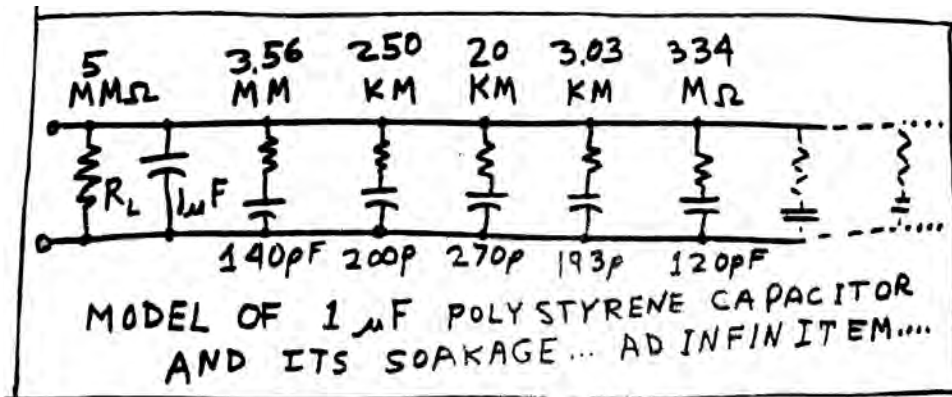 5 3.56 250 20 3.03 334
MMΩ MM KM KM KM MΩ
R_L 1μF
140pF 200p 270p 193p 120pF
MODEL OF 1 μF POLYSTYRENE CAPACITOR
AND ITS SOAKAGE... AD INFINITEM....